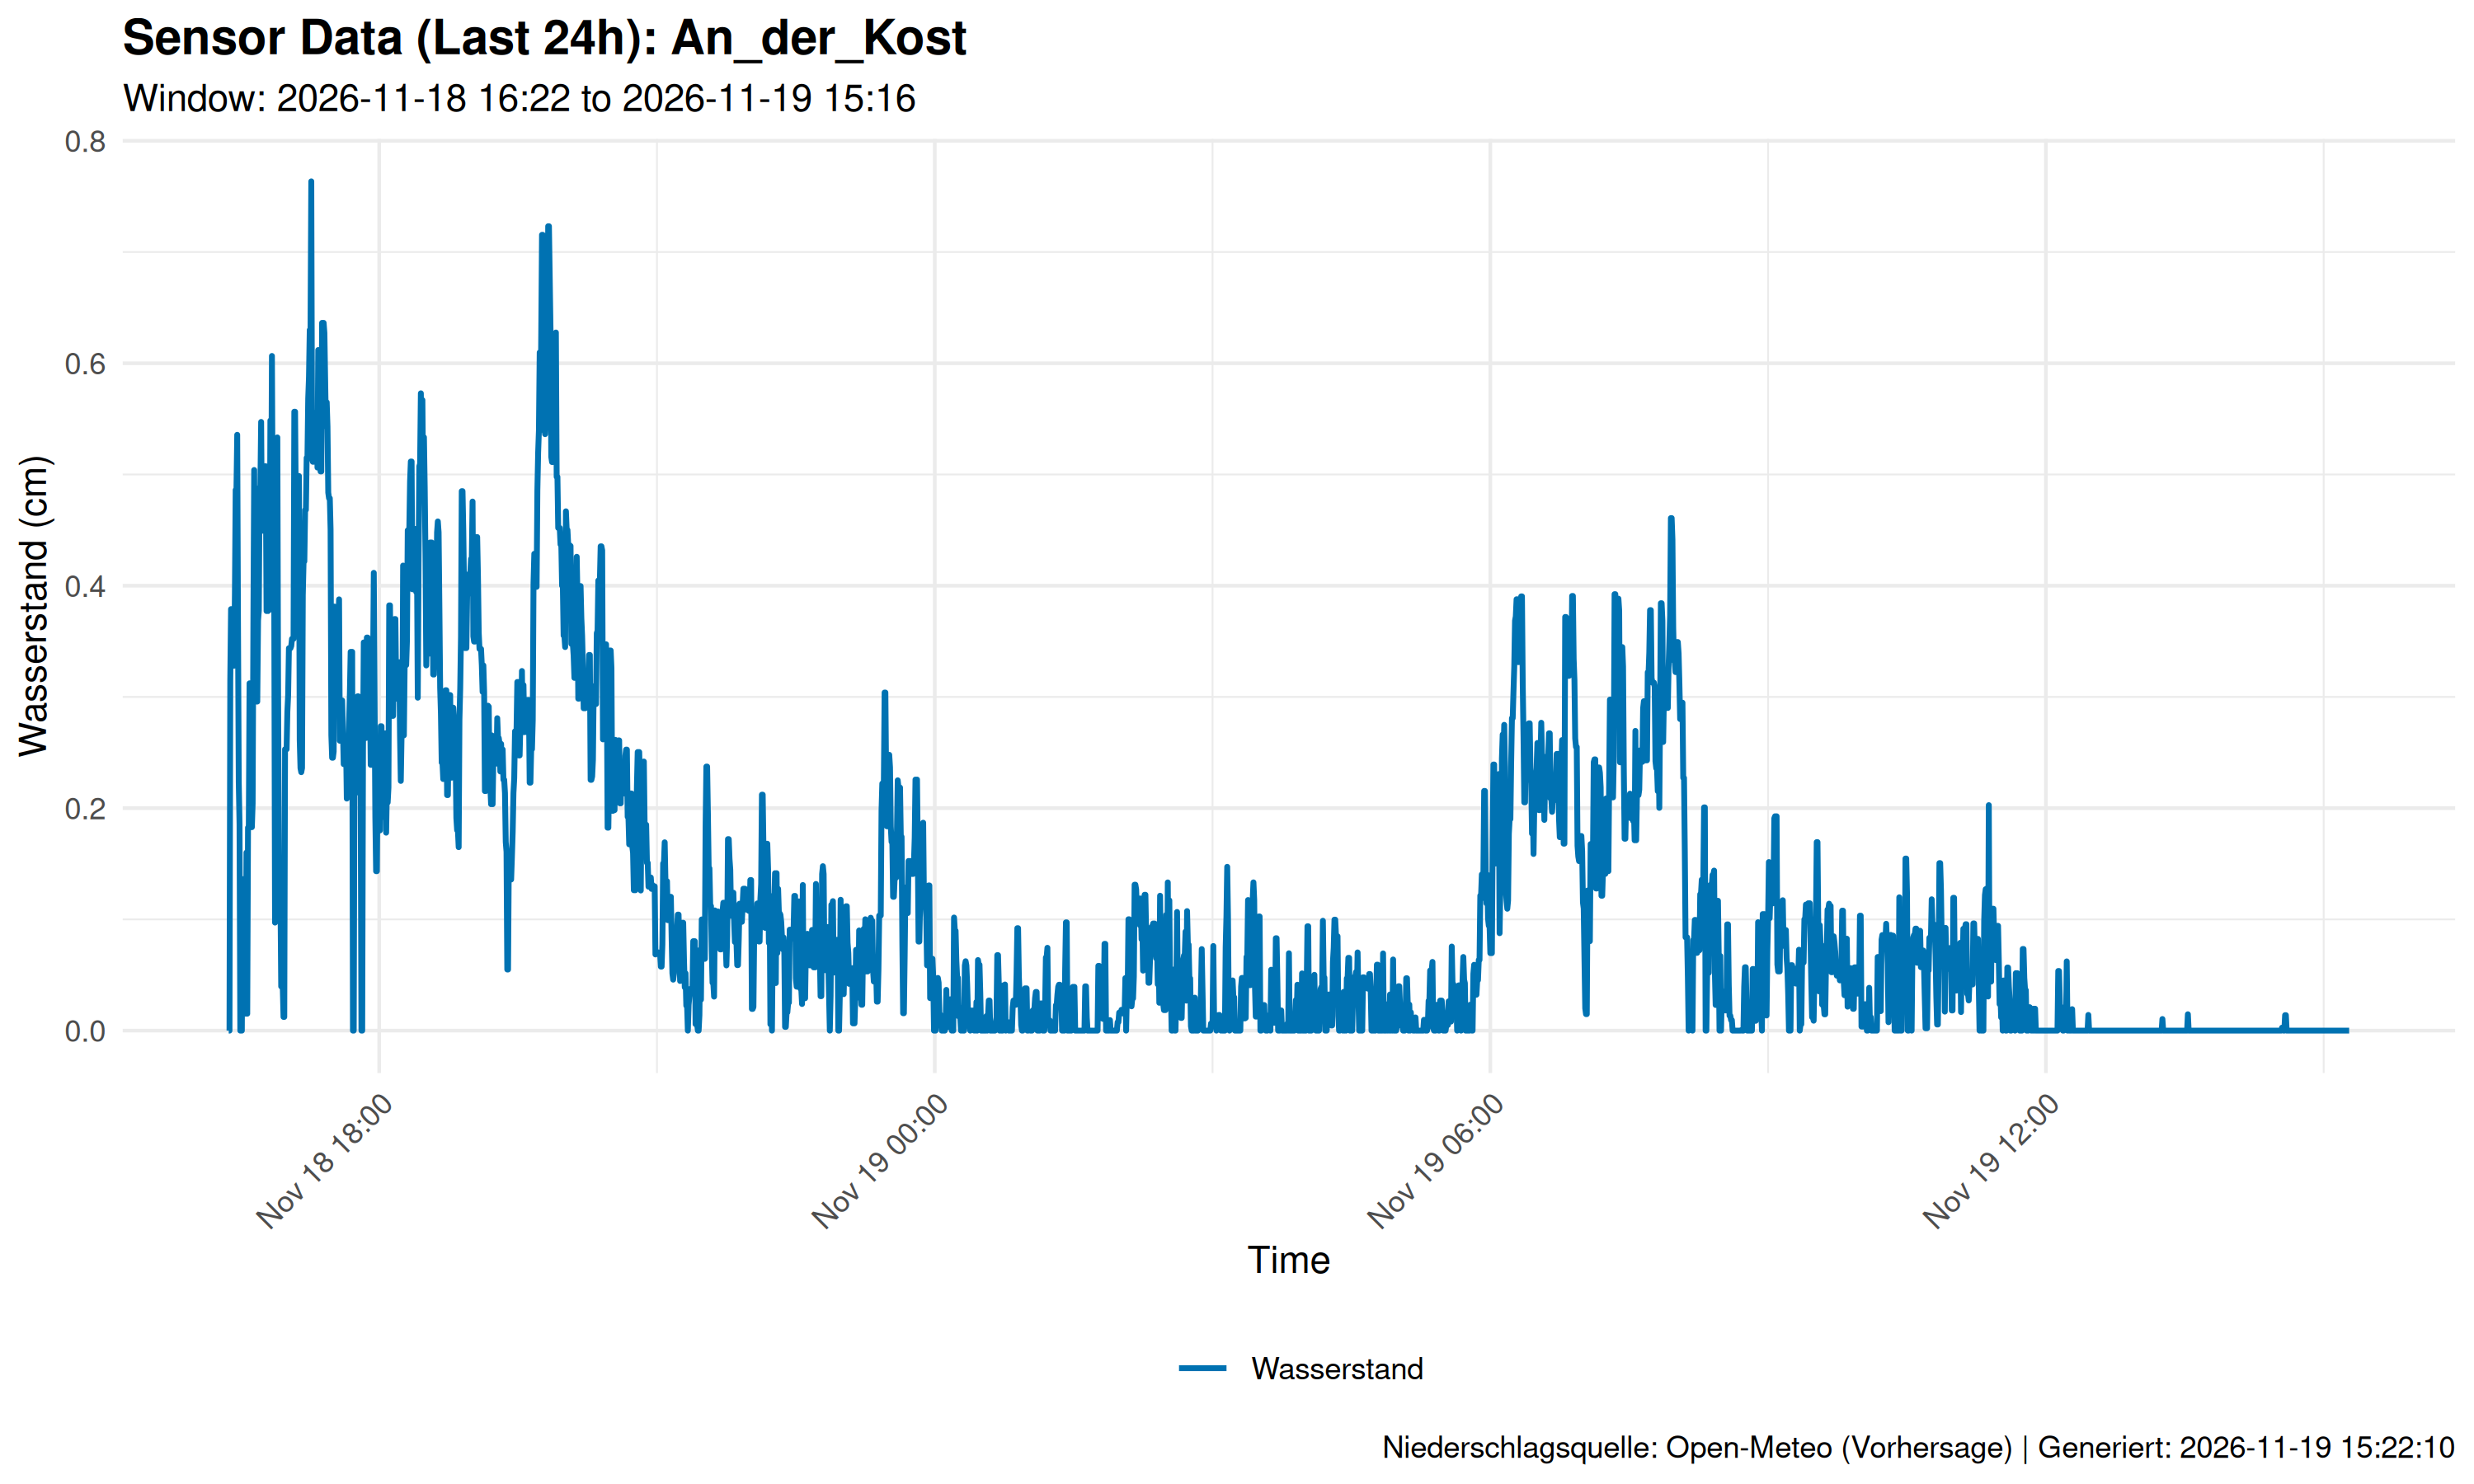 Sensor Data (Last 24h): An_der_Kost
Window: 2026-11-18 16:22 to 2026-11-19 15:16
Wasserstand (cm)
0.8
0.6
0.4
0.2
0.0
Nov 18 18:00
Nov 19 00:00
Nov 19 06:00
Nov 19 12:00
Time
Wasserstand
Niederschlagsquelle: Open-Meteo (Vorhersage) | Generiert: 2026-11-19 15:22:10